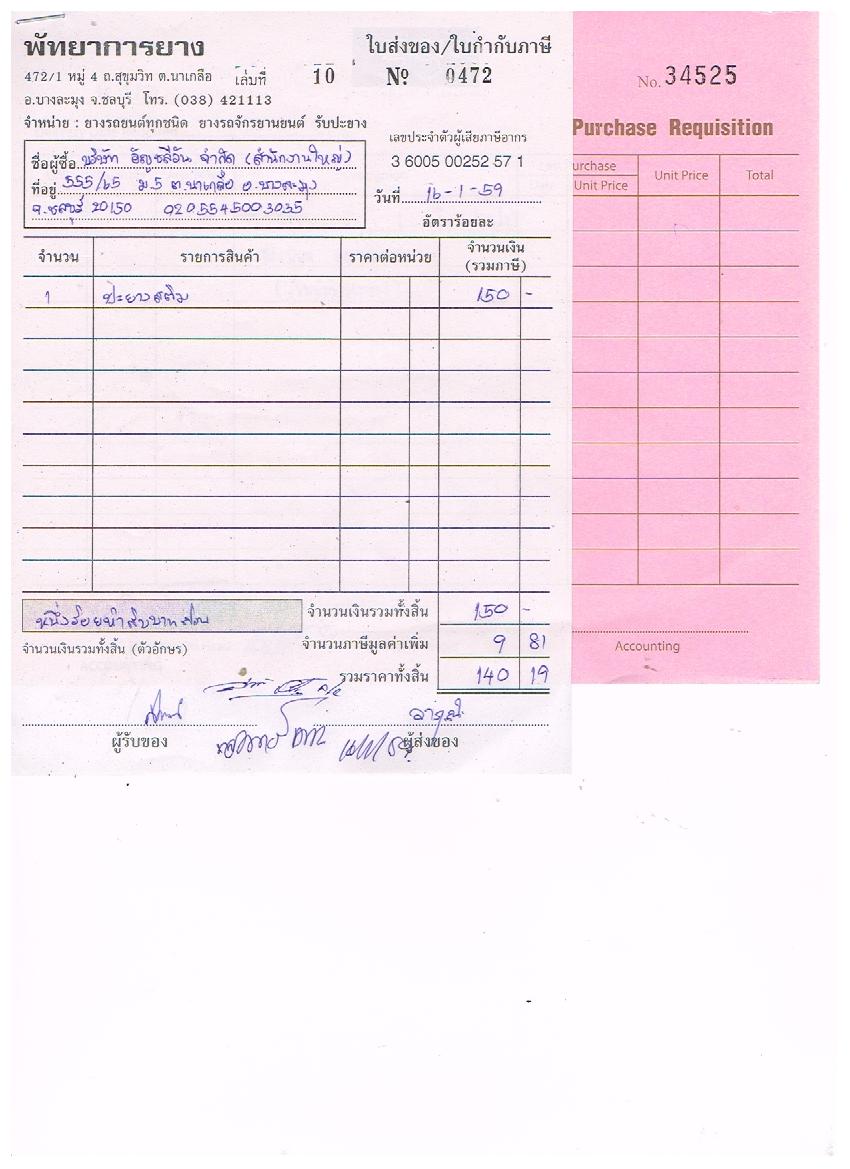 พัทยาการยาง
ใบส่งของ/ใบกำกับภาษี
472/1 หมู่ 4 ถ.สุขุมวิท ต.นาเกลือ เล่มที่ 10 No 0472
อ.บางละมุง จ.ชลบุรี โทร. (038) 421113
จำหน่าย : ยางรถยนต์ทุกชนิด ยางรถจักรยานยนต์ รับปะยาง
เลขประจำตัวผู้เสียภาษีอากร
3 6005 00252 57 1
ชื่อผู้ซื้อ บริษัท อัญชลีอัน จำกัด (สำนักงานใหญ่)
ที่อยู่ 555/65 ม.5 ต.นาเกลือ อ.บางละมุง
จ.ชลบุรี 20150 0205545003035
วันที่ 16-1-59
อัตราร้อยละ
จำนวน รายการสินค้า ราคาต่อหน่วย จำนวนเงิน (รวมภาษี)
1 ปะยางสตีม 150 -
จำนวนเงินรวมทั้งสิ้น 150 -
หนึ่งร้อยห้าสิบบาทถ้วน
จำนวนเงินรวมทั้งสิ้น (ตัวอักษร)
จำนวนภาษีมูลค่าเพิ่ม 9 81
รวมราคาทั้งสิ้น 140 19
ผู้รับของ ผู้ส่งของ
No. 34525
Purchase Requisition
urchase
Unit Price Unit Price Total
Accounting